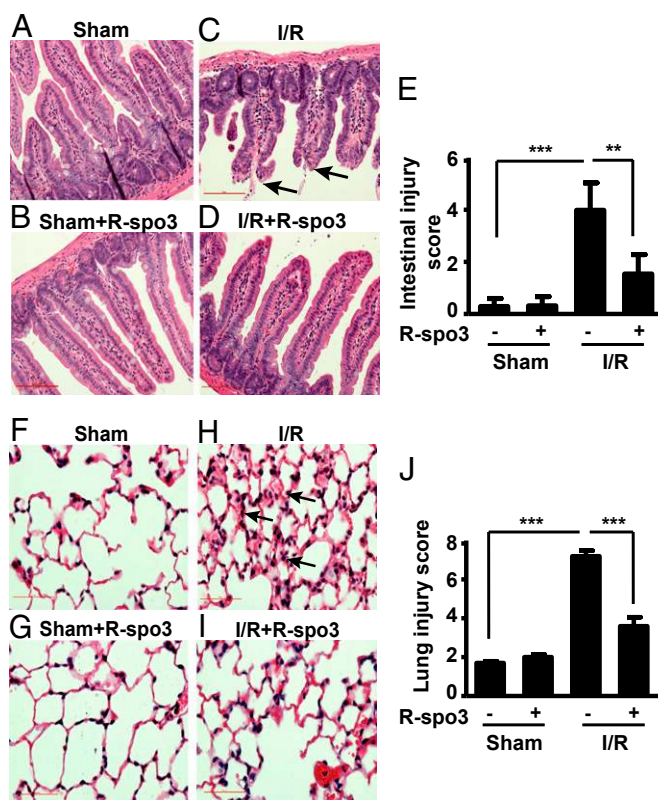 A Sham
C I/R
B Sham+R-spo3
D I/R+R-spo3
E
Intestinal injury
score
6
4
2
0
*** **
R-spo3 - + - +
Sham I/R
F Sham
H I/R
G Sham+R-spo3
I I/R+R-spo3
J
Lung injury score
8
6
4
2
0
*** ***
R-spo3 - + - +
Sham I/R